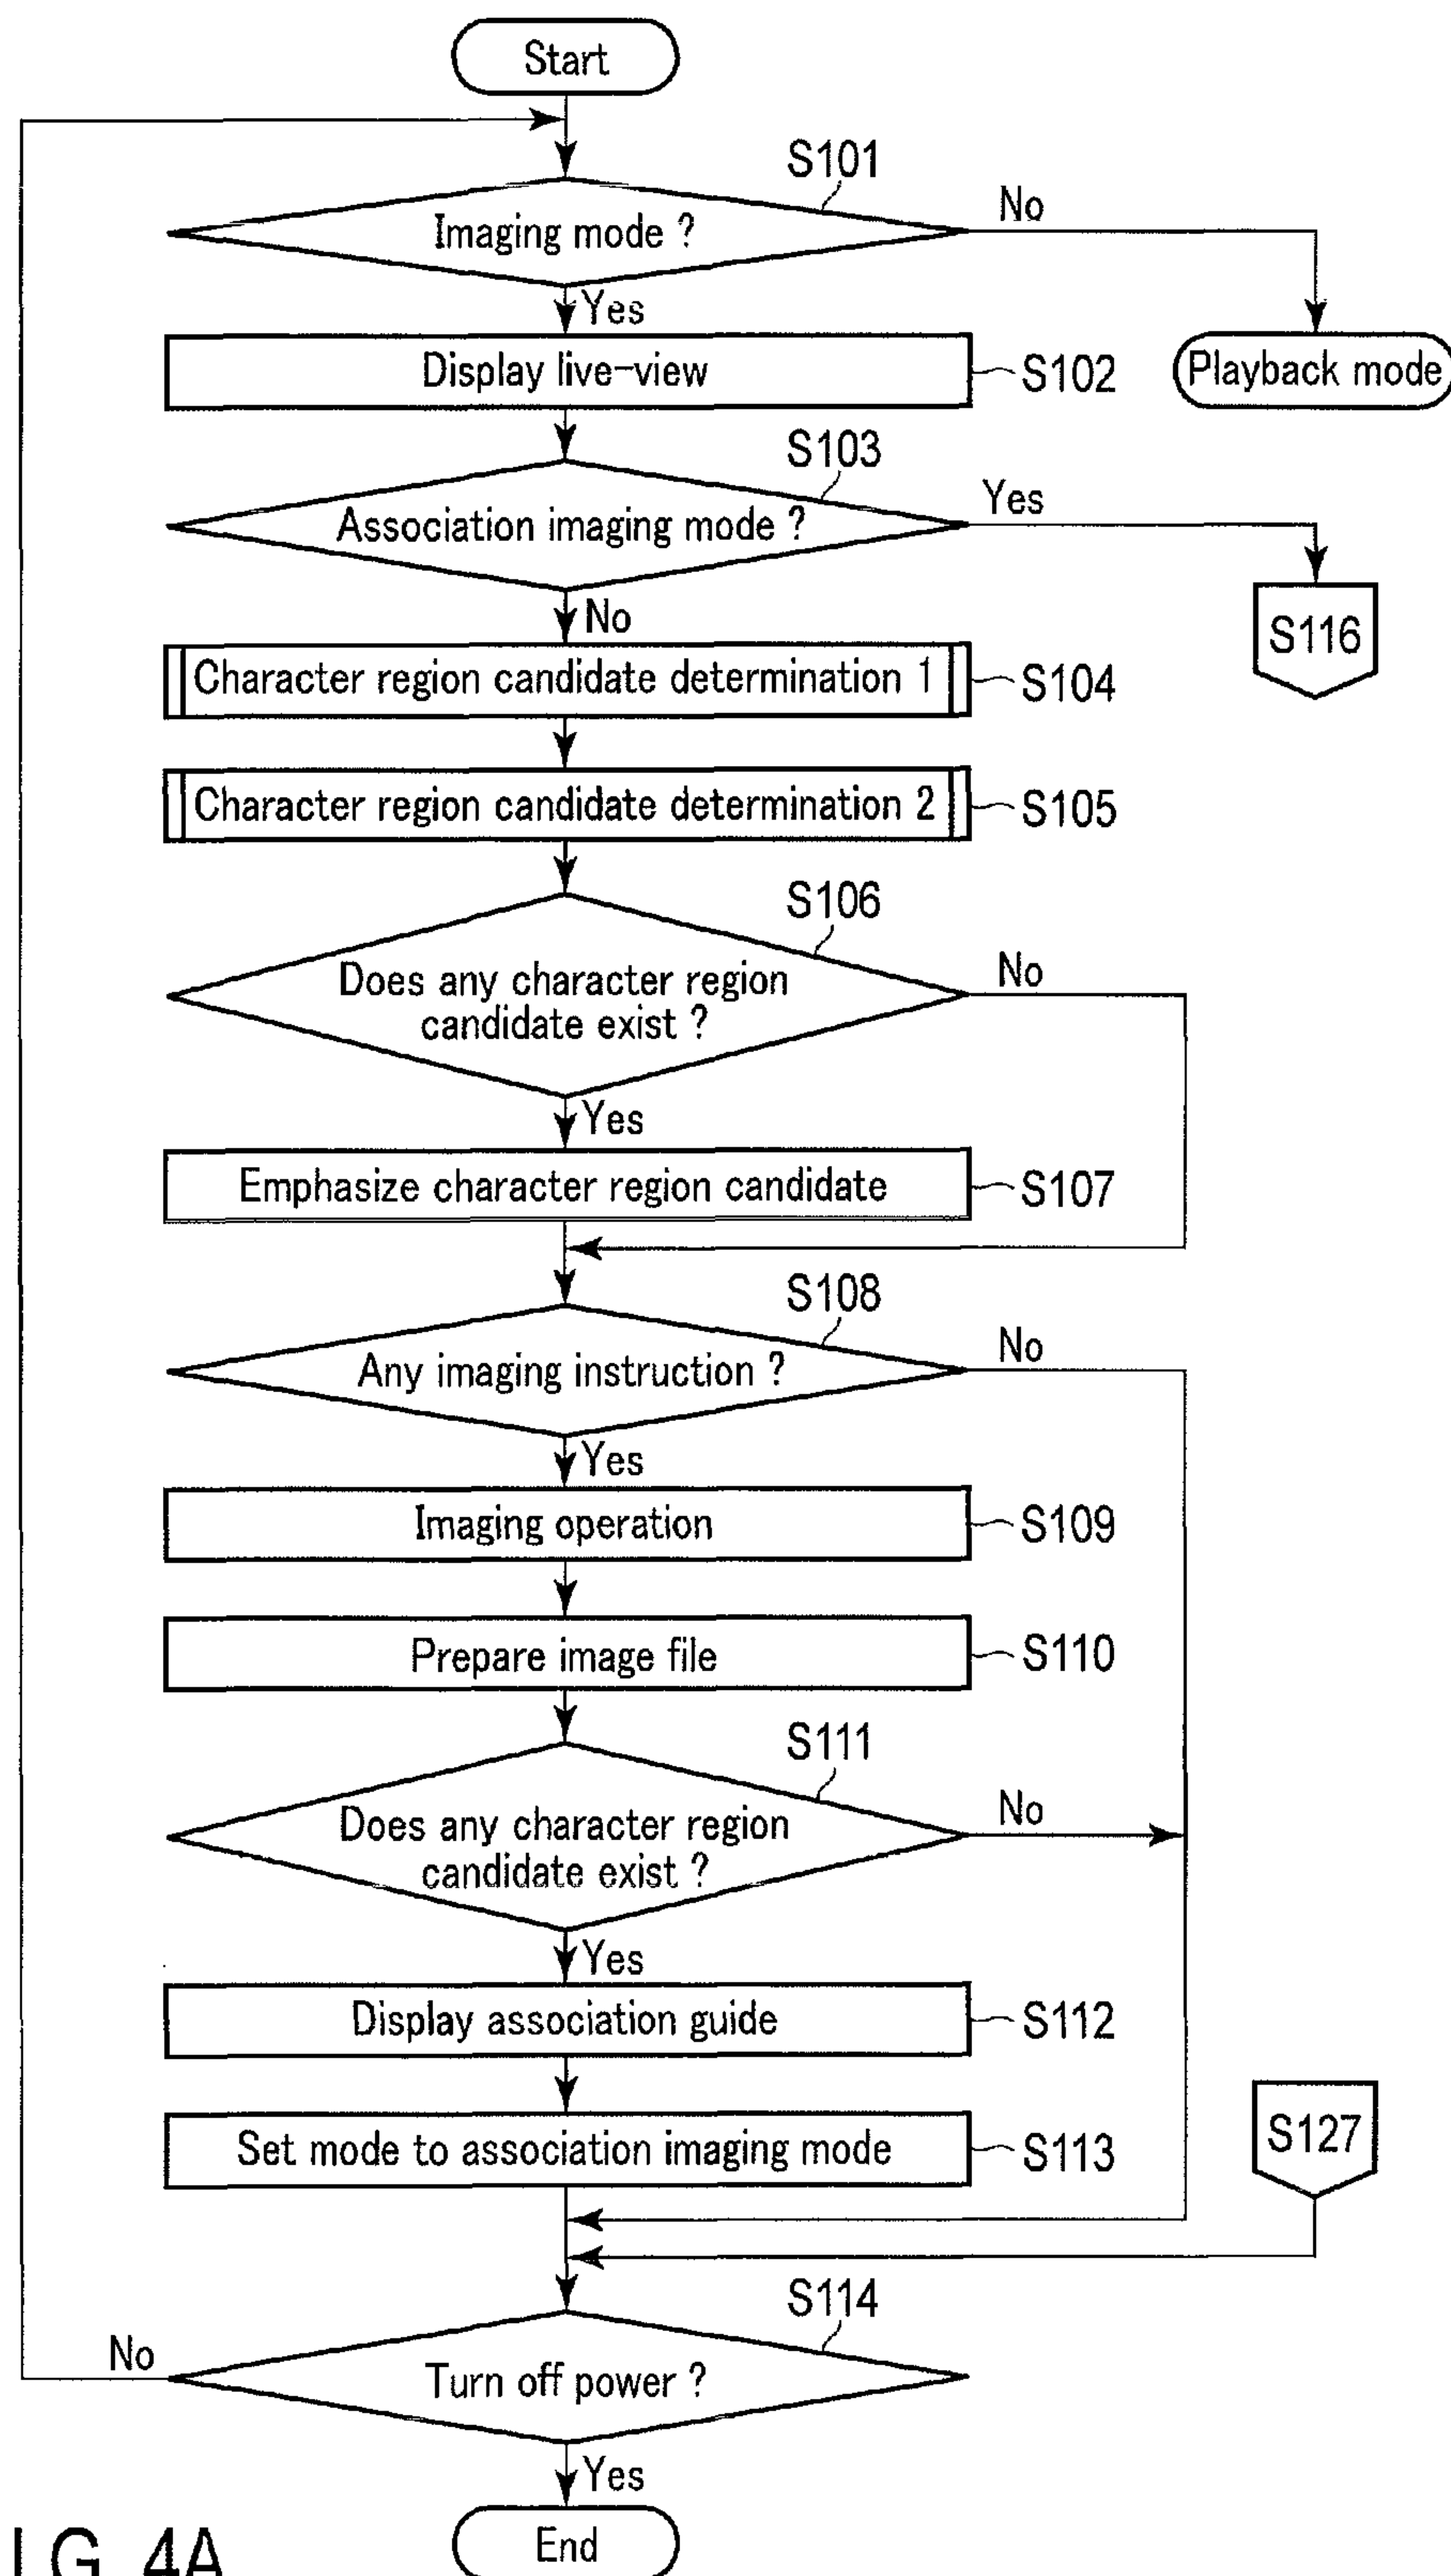 Start
S101
Imaging mode ?
No
Yes
Display live-view
S102
Playback mode
S103
Association imaging mode ?
Yes
No
S116
Character region candidate determination 1
S104
Character region candidate determination 2
S105
S106
Does any character region
candidate exist ?
No
Yes
Emphasize character region candidate
S107
S108
Any imaging instruction ?
No
Yes
Imaging operation
S109
Prepare image file
S110
S111
Does any character region
candidate exist ?
No
Yes
Display association guide
S112
Set mode to association imaging mode
S113
S127
S114
Turn off power ?
No
Yes
End
4A